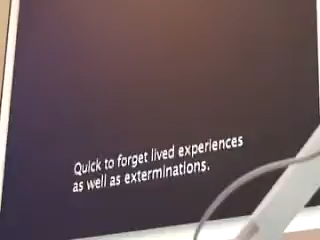 Quick to forget lived experiences
as well as exterminations.